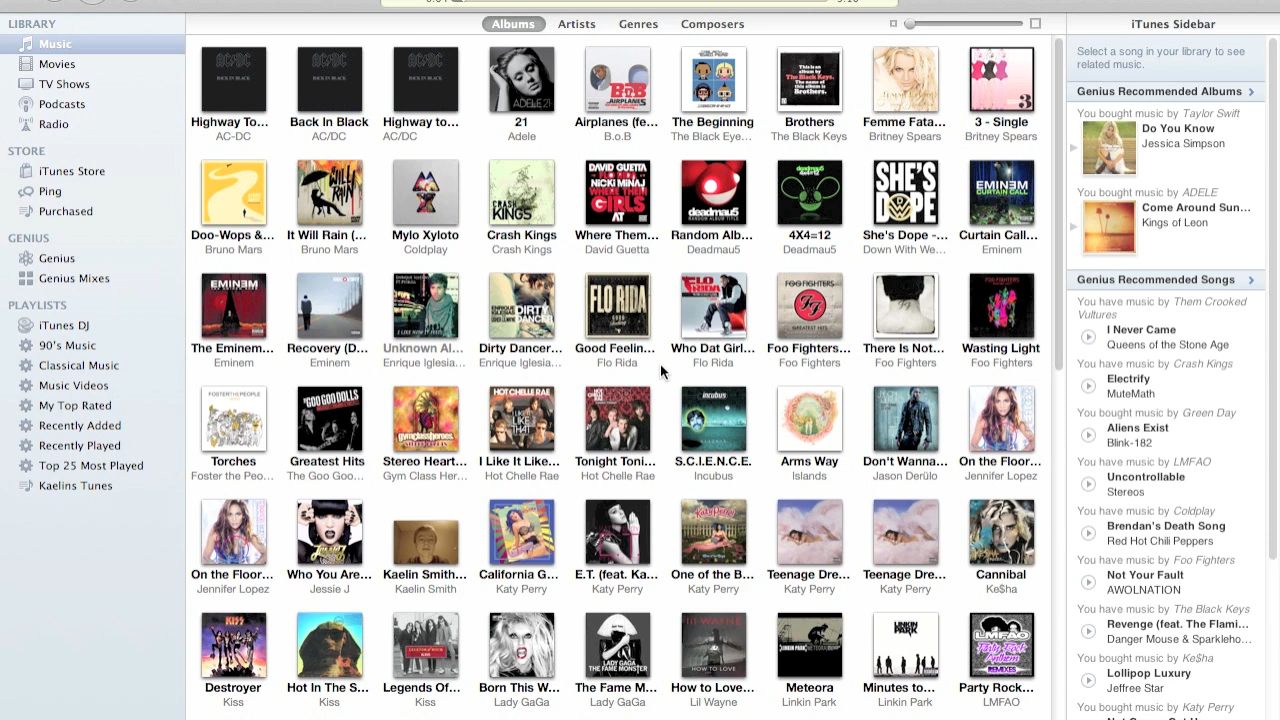 LIBRARY
Music
Movies
TV Shows
Podcasts
Radio
STORE
iTunes Store
Ping
Purchased
GENIUS
Genius
Genius Mixes
PLAYLISTS
iTunes DJ
90's Music
Classical Music
Music Videos
My Top Rated
Recently Added
Recently Played
Top 25 Most Played
Kaelins Tunes
Albums Artists Genres Composers
Highway To... Back In Black Highway to... 21 Airplanes (fe... The Beginning Brothers Femme Fata... 3 - Single
AC-DC AC/DC AC/DC Adele B.o.B The Black Eye... The Black Keys Britney Spears Britney Spears
Doo-Wops &... It Will Rain (... Mylo Xyloto Crash Kings Where Them... Random Alb... 4X4=12 She's Dope -... Curtain Call...
Bruno Mars Bruno Mars Coldplay Crash Kings David Guetta Deadmau5 Deadmau5 Down With We... Eminem
The Eminem... Recovery (D... Unknown Al... Dirty Dancer... Good Feelin... Who Dat Girl... Foo Fighters... There Is Not... Wasting Light
Eminem Eminem Enrique Iglesia... Enrique Iglesia... Flo Rida Flo Rida Foo Fighters Foo Fighters Foo Fighters
Torches Greatest Hits Stereo Heart... I Like It Like... Tonight Toni... S.C.I.E.N.C.E. Arms Way Don't Wanna... On the Floor...
Foster the Peo... The Goo Goo... Gym Class Her... Hot Chelle Rae Hot Chelle Rae Incubus Islands Jason Derülo Jennifer Lopez
On the Floor... Who You Are... Kaelin Smith... California G... E.T. (feat. Ka... One of the B... Teenage Dre... Teenage Dre... Cannibal
Jennifer Lopez Jessie J Kaelin Smith Katy Perry Katy Perry Katy Perry Katy Perry Katy Perry Ke$ha
Destroyer Hot In The S... Legends Of... Born This W... The Fame M... How to Love... Meteora Minutes to... Party Rock...
Kiss Kiss Kiss Lady GaGa Lady GaGa Lil Wayne Linkin Park Linkin Park LMFAO
iTunes Sidebar
Select a song in your library to see
related music.
Genius Recommended Albums
You bought music by Taylor Swift
Do You Know
Jessica Simpson
You bought music by ADELE
Come Around Sun...
Kings of Leon
Genius Recommended Songs
You have music by Them Crooked
Vultures
I Never Came
Queens of the Stone Age
You have music by Crash Kings
Electrify
MuteMath
You bought music by Green Day
Aliens Exist
Blink-182
You have music by LMFAO
Uncontrollable
Stereos
You have music by Coldplay
Brendan's Death Song
Red Hot Chili Peppers
You have music by Foo Fighters
Not Your Fault
AWOLNATION
You have music by The Black Keys
Revenge (feat. The Flami...
Danger Mouse & Sparkleho...
You bought music by Ke$ha
Lollipop Luxury
Jeffree Star
You bought music by Katy Perry